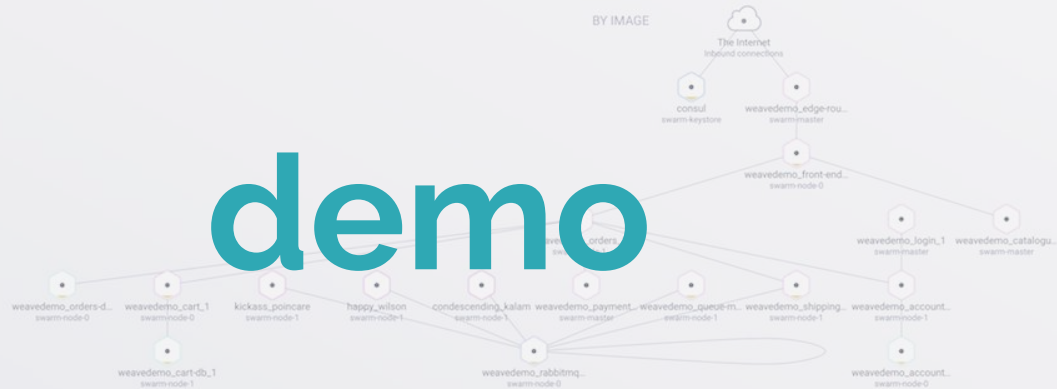 BY IMAGE
The Internet
Inbound connections
consul
swarm-keystore
weavedemo_edge-rou...
swarm-master
weavedemo_front-end...
swarm-node-0
demo
orders
weavedemo_login_1
swarm-master
weavedemo_catalogu...
swarm-master
weavedemo_orders-d...
swarm-node-0
weavedemo_cart_1
swarm-node-0
kickass_poincare
swarm-node-1
happy_wilson
swarm-node-1
condescending_kalam
swarm-node-1
weavedemo_payment...
swarm-master
weavedemo_queue-m...
swarm-node-1
weavedemo_shipping...
swarm-node-1
weavedemo_account...
swarm-node-1
weavedemo_cart-db_1
swarm-node 1
weavedemo_rabbitmq...
swarm-node-0
weavedemo_account...
swarm-node-0